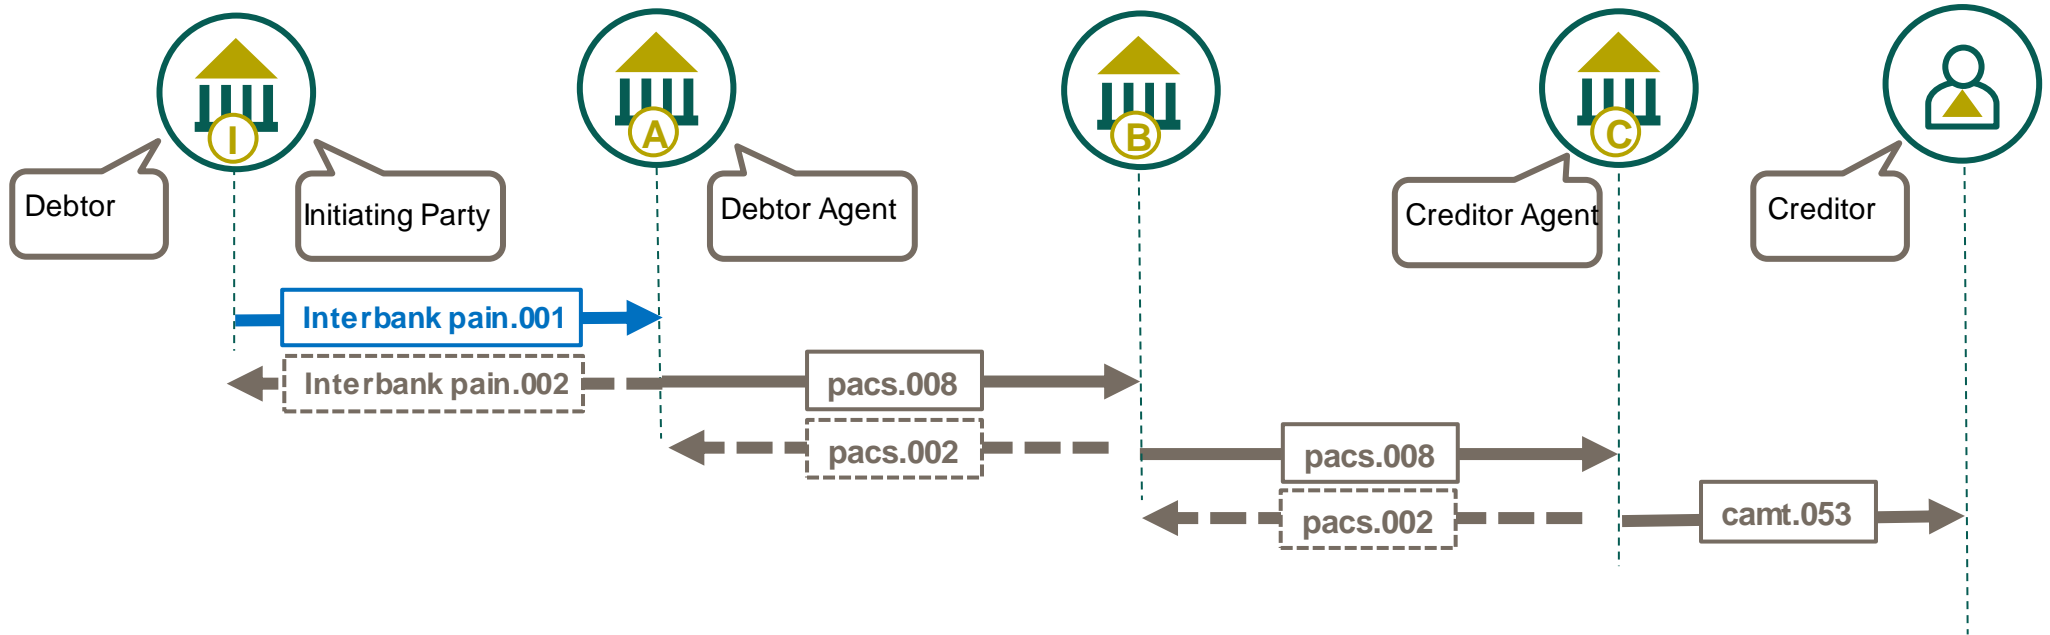 I
A
B
C
Debtor
Initiating Party
Debtor Agent
Creditor Agent
Creditor
Interbank pain.001
Interbank pain.002
pacs.008
pacs.002
pacs.008
pacs.002
camt.053